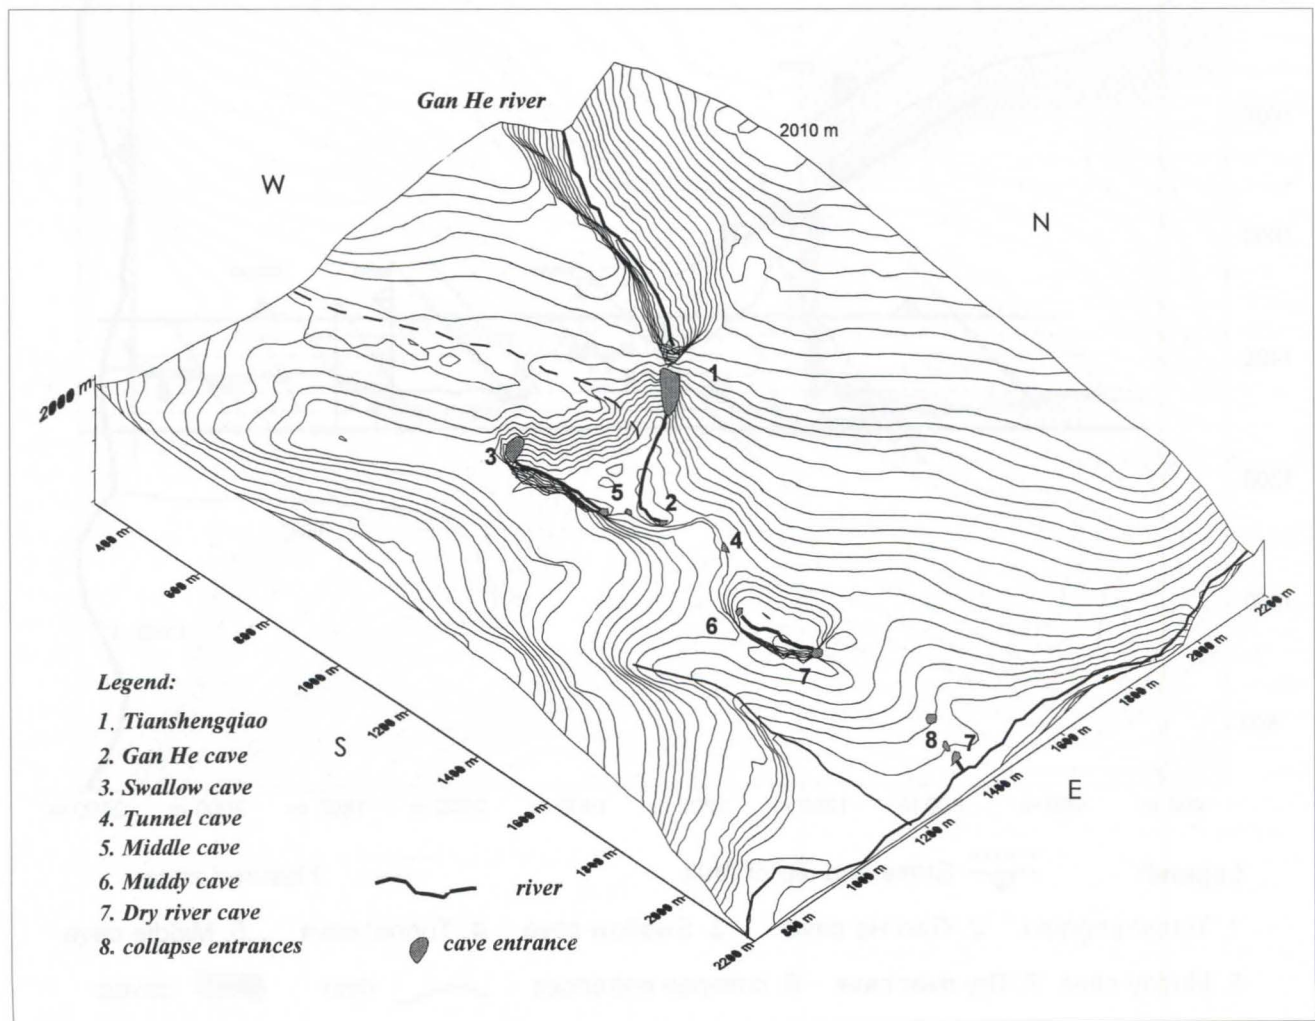 Gan He river
2010 m
W
N
1
2000 m
3
5
2
4
6
7
8
7
400 m
600 m
800 m
1000 m
1200 m
1400 m
1600 m
1800 m
2000 m
2200 m
800 m
1000 m
1200 m
1400 m
1600 m
1800 m
2000 m
2200 m
S
E
Legend:
1. Tianshengqiao
2. Gan He cave
3. Swallow cave
4. Tunnel cave
5. Middle cave
6. Muddy cave
7. Dry river cave
8. collapse entrances
river
cave entrance